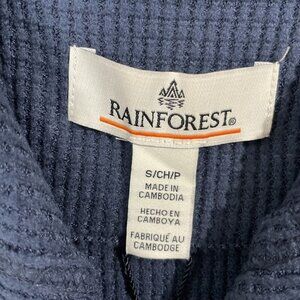 RAINFOREST®
S/CH/P
MADE IN
CAMBODIA
HECHO EN
CAMBOYA
FABRIQUÉ AU
CAMBODGE